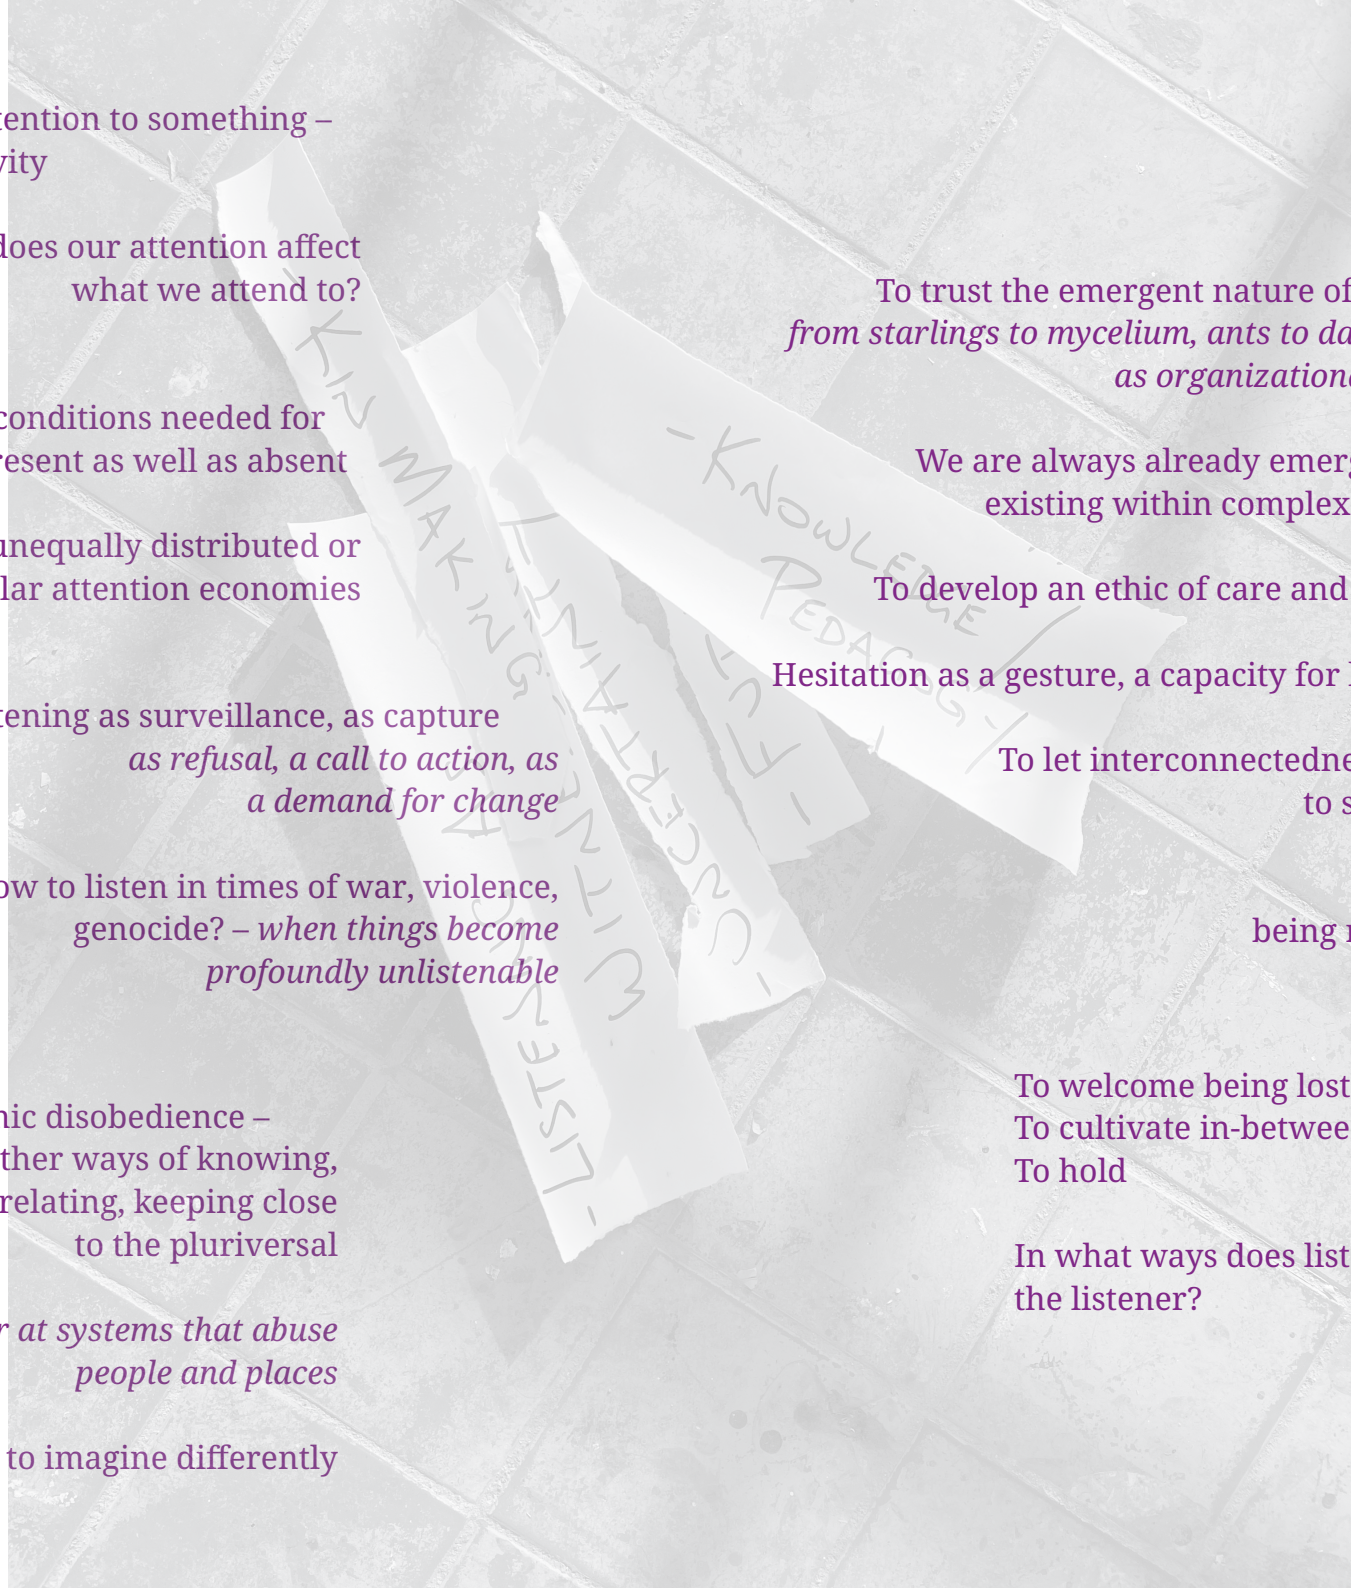 tention to something –
vity
does our attention affect
what we attend to?
conditions needed for
resent as well as absent
unequally distributed or
lar attention economies
tening as surveillance, as capture
as refusal, a call to action, as
a demand for change
ow to listen in times of war, violence,
genocide? – when things become
profoundly unlistenable
nic disobedience –
ther ways of knowing,
relating, keeping close
to the pluriversal
r at systems that abuse
people and places
to imagine differently
- KIN MAKING -
- LISTENING AS
- UNCERTAINTY
- KNOWLEDGE /
PEDAGOGY -/
To trust the emergent nature of
from starlings to mycelium, ants to da
as organization
We are always already emerg
existing within complex
To develop an ethic of care and
Hesitation as a gesture, a capacity for
To let interconnectedne
to s
being
To welcome being lost
To cultivate in-betwee
To hold
In what ways does list
the listener?